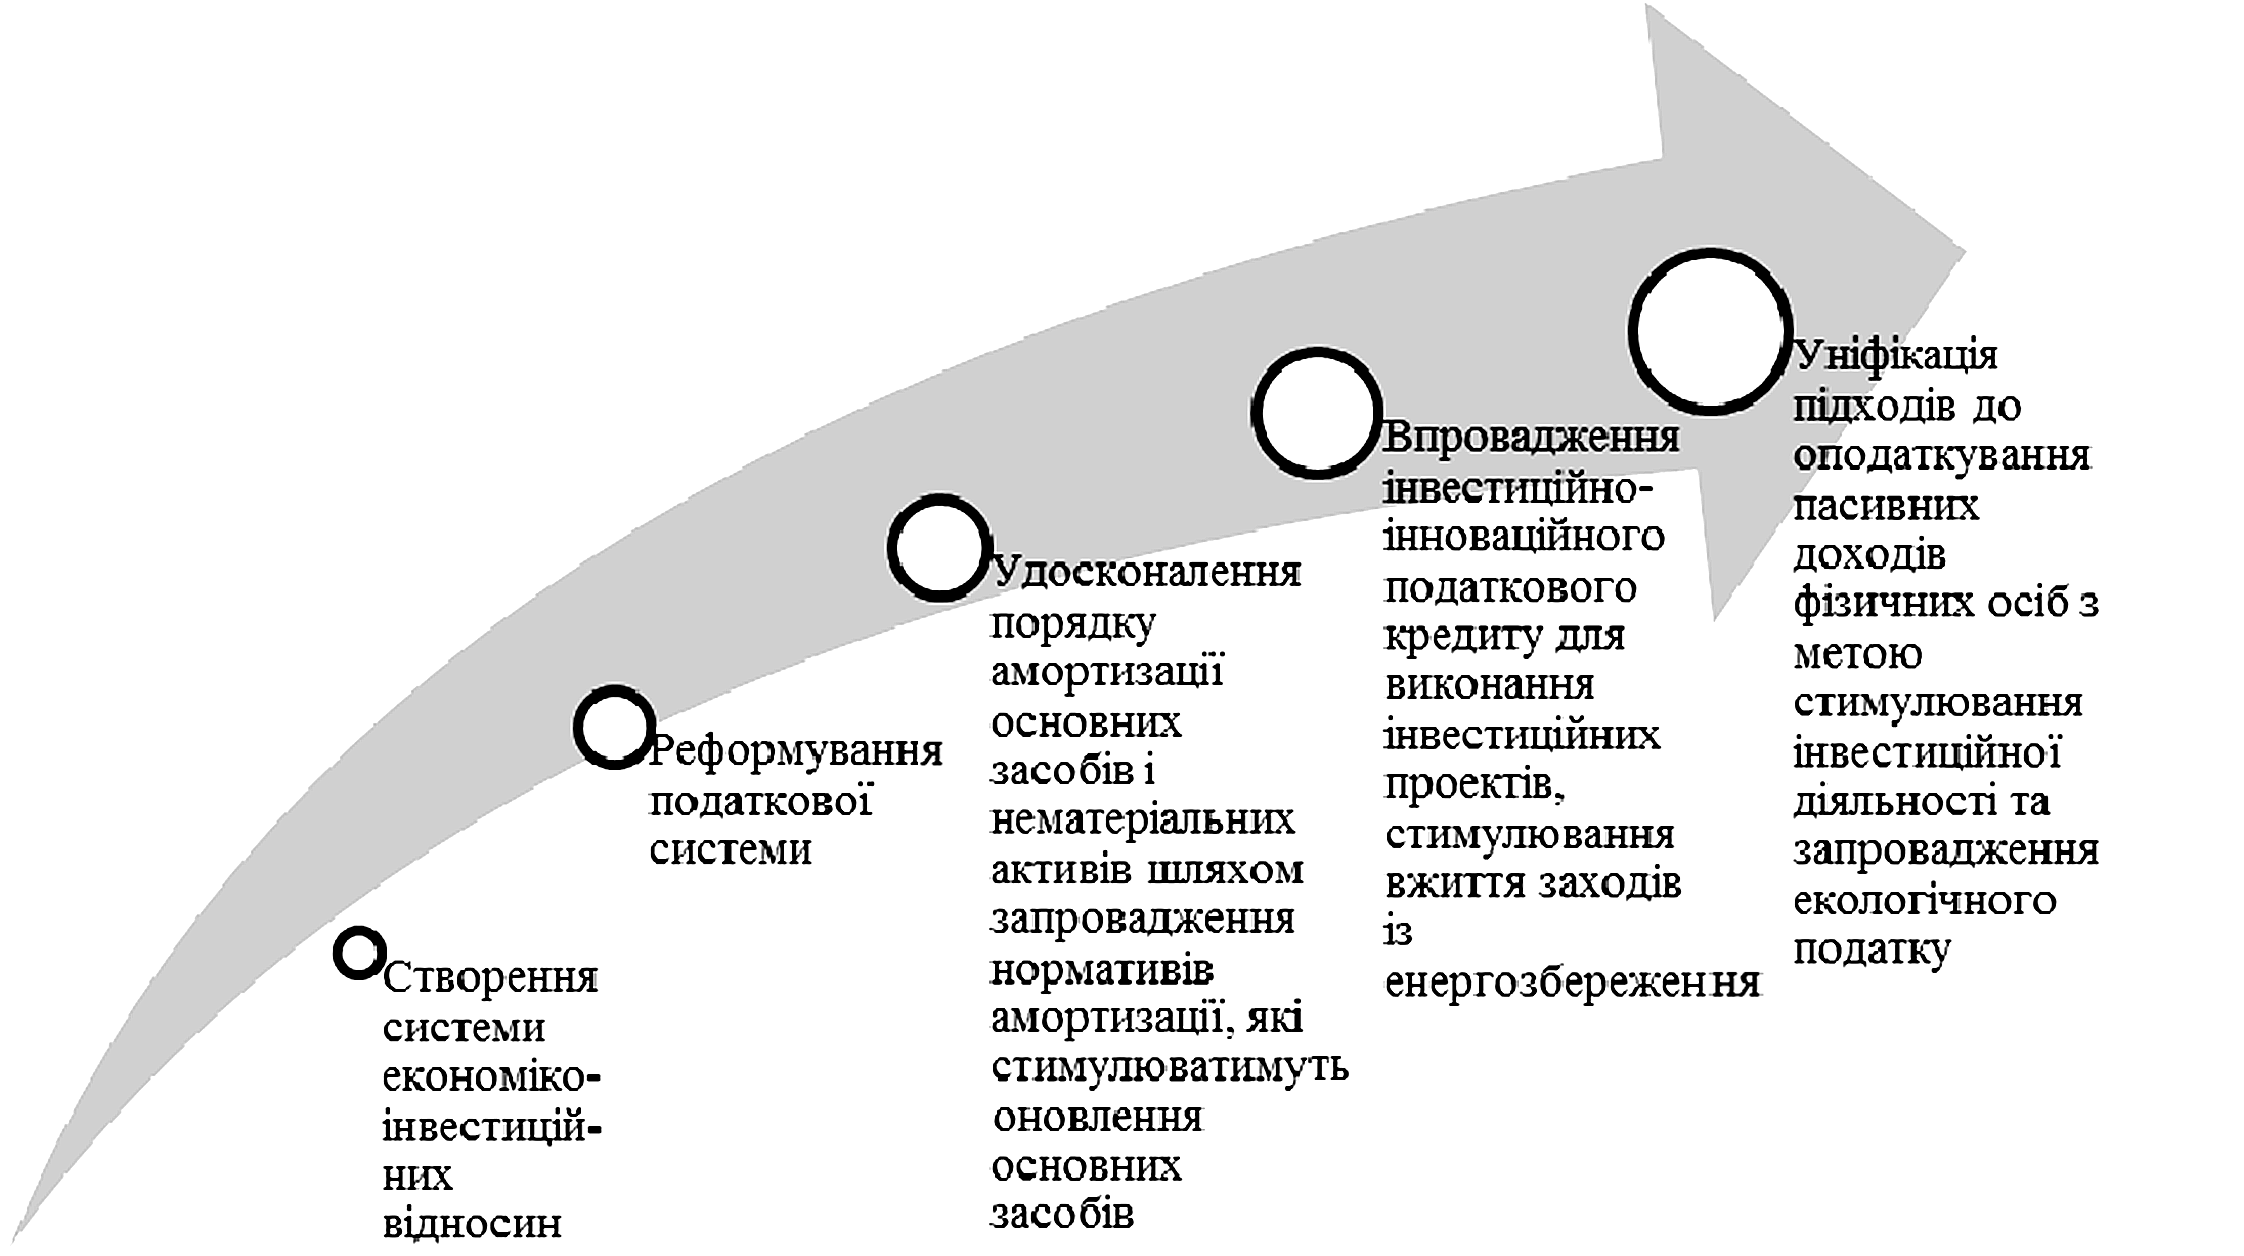 Створення
системи
економіко-
інвестицій-
них
відносин
Реформування
податкової
системи
Удосконалення
порядку
амортизації
основних
засобів і
нематеріальних
активів шляхом
запровадження
нормативів
амортизації, які
стимулюватимуть
оновлення
основних
засобів
Впровадження
інвестиційно-
інноваційного
податкового
кредиту для
виконання
інвестиційних
проектів,
стимулювання
вжиття заходів
із
енергозбереження
Уніфікація
підходів до
оподаткування
пасивних
доходів
фізичних осіб з
метою
стимулювання
інвестиційної
діяльності та
запровадження
екологічного
податку